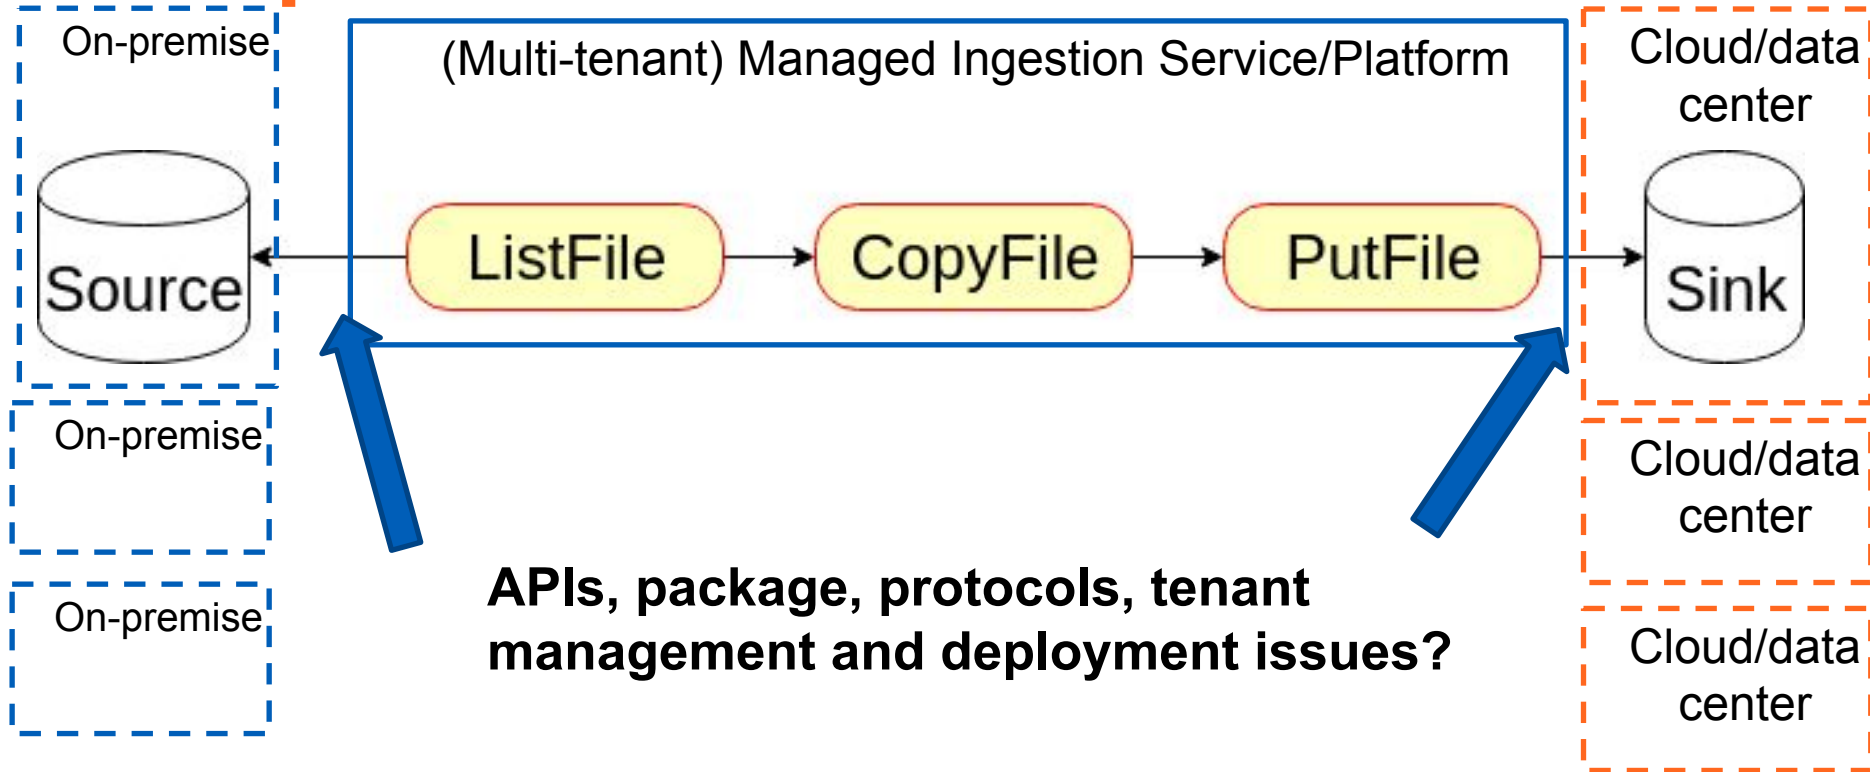 On-premise
(Multi-tenant) Managed Ingestion Service/Platform
Cloud/data
center
Source
ListFile
CopyFile
PutFile
Sink
On-premise
Cloud/data
center
APIs, package, protocols, tenant
management and deployment issues?
On-premise
Cloud/data
center